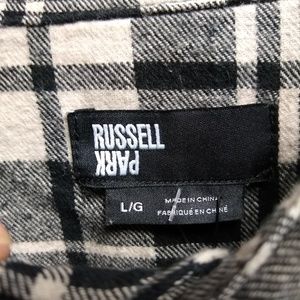 RUSSELL
PARK
L/G
MADE IN CHINA
FABRIQUÉ EN CHINE